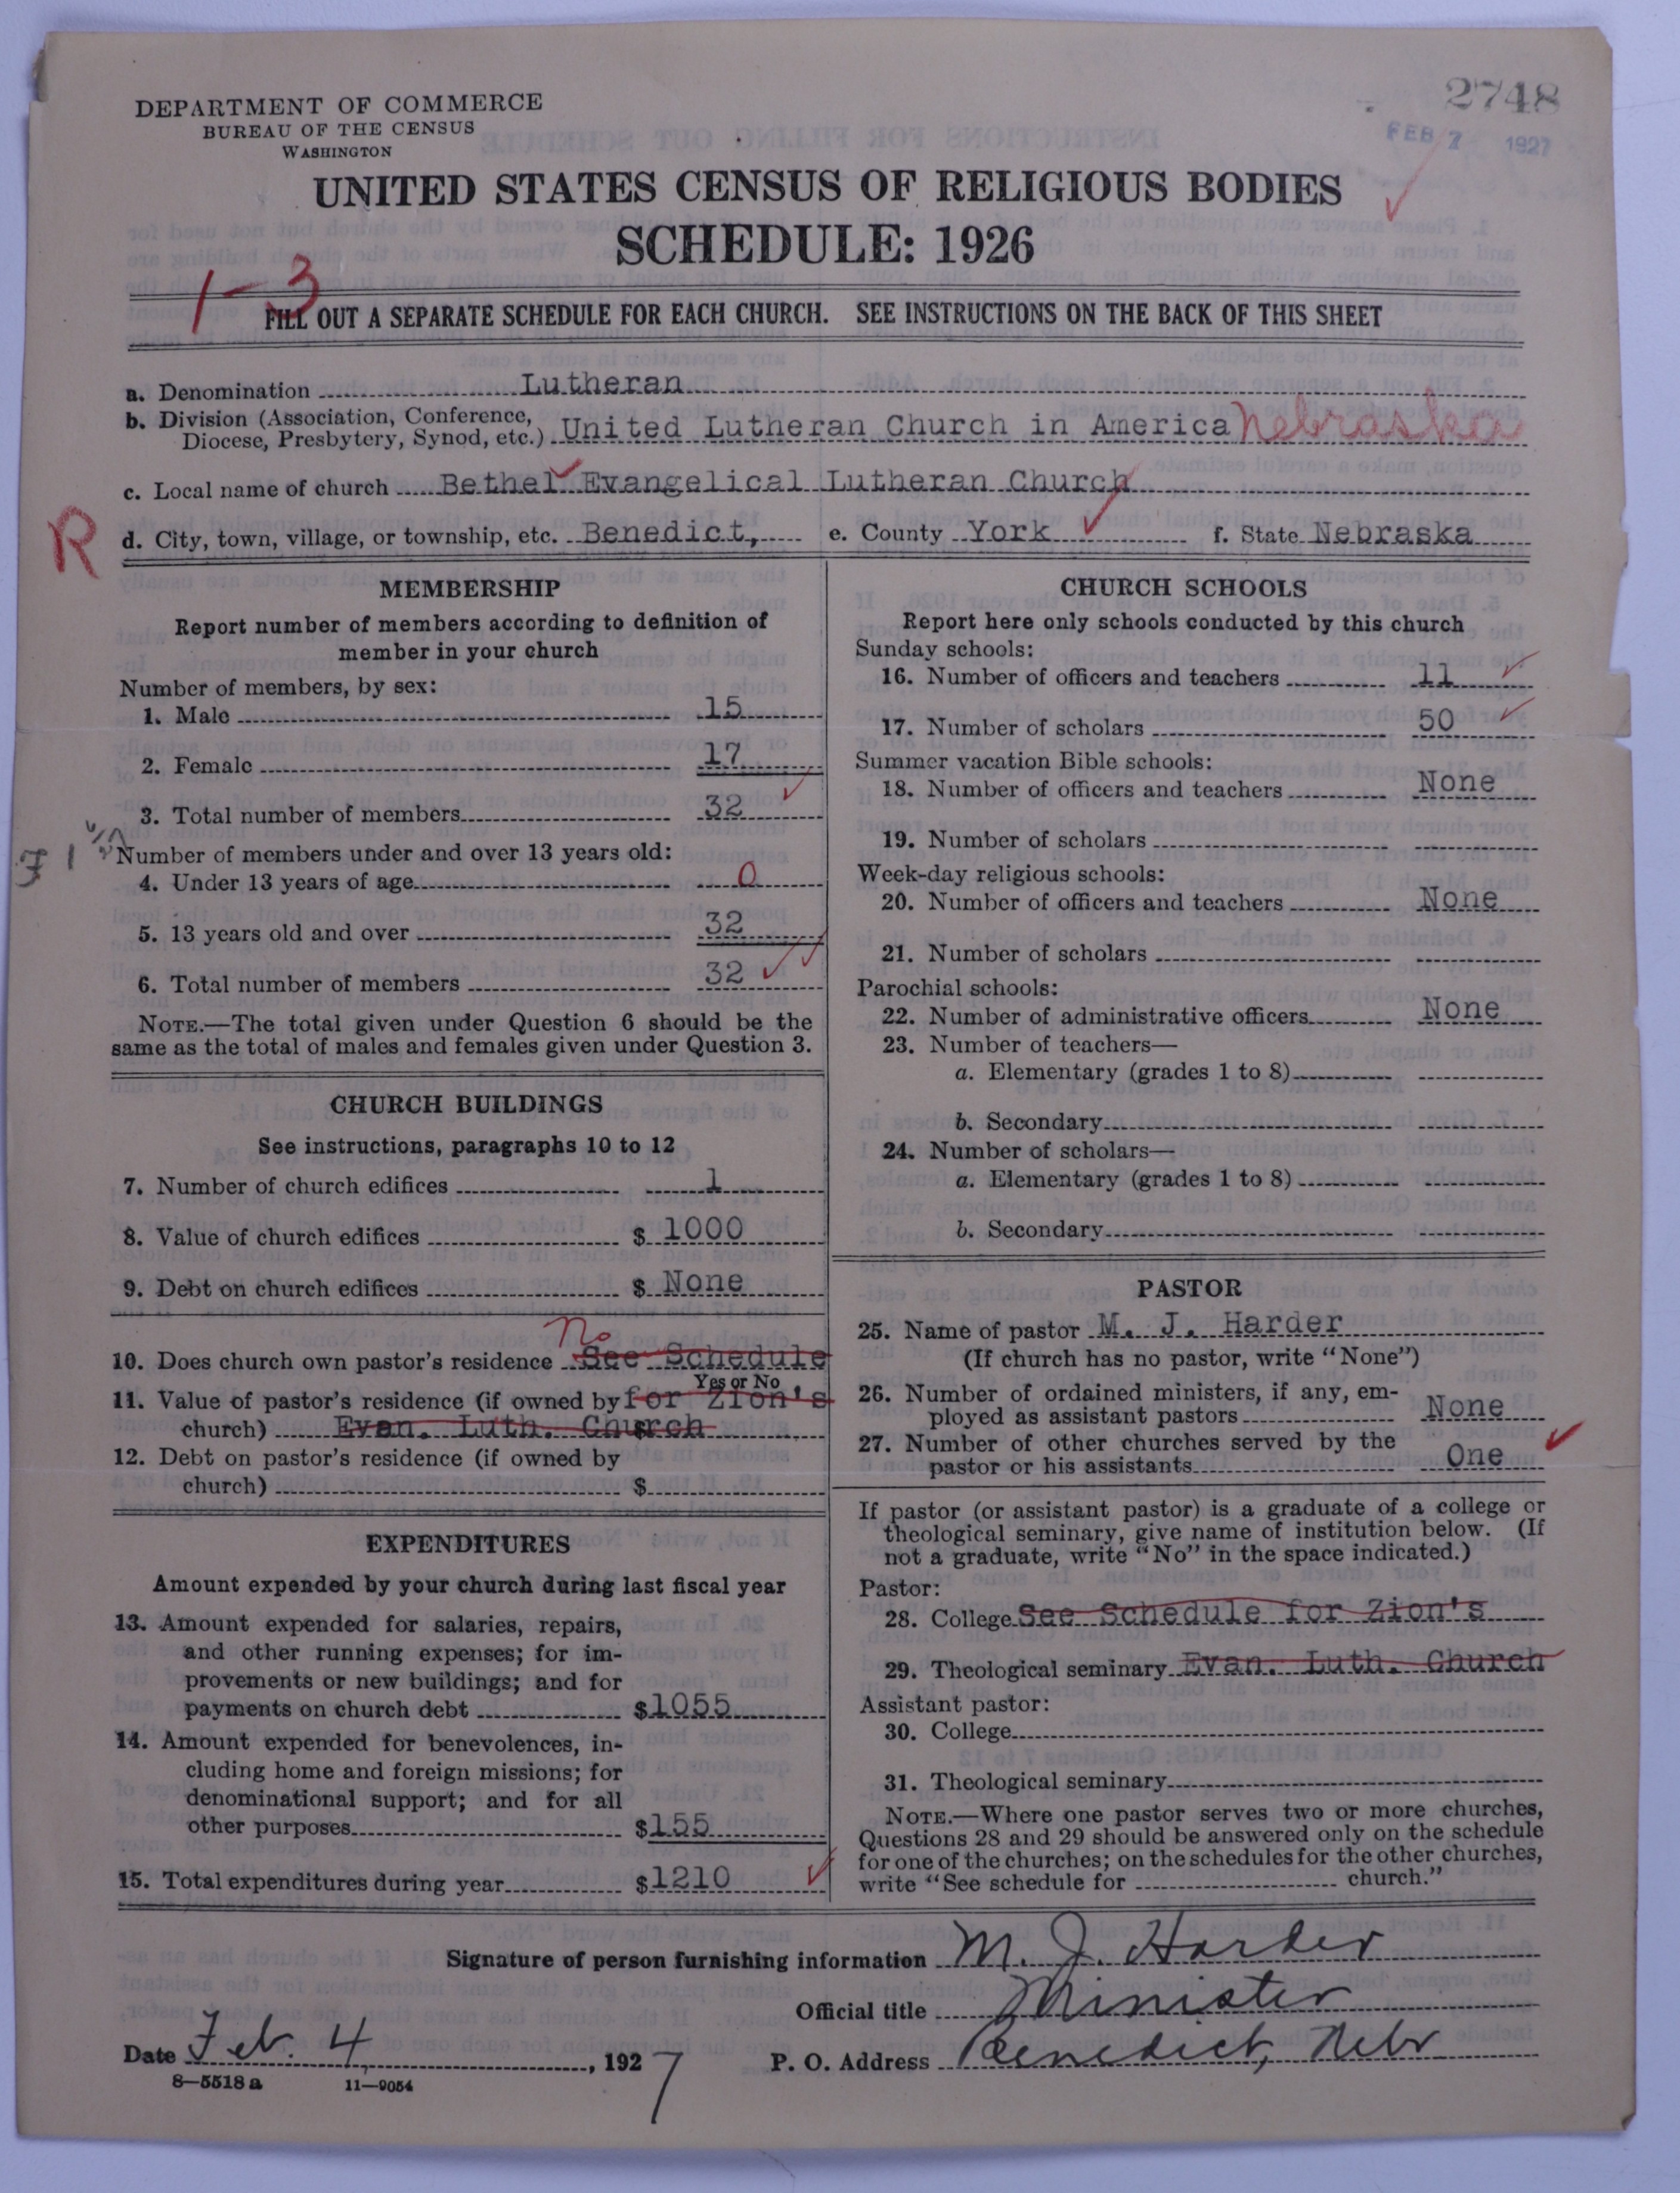 2748
FEB 7 1927
DEPARTMENT OF COMMERCE
BUREAU OF THE CENSUS
WASHINGTON
UNITED STATES CENSUS OF RELIGIOUS BODIES
SCHEDULE: 1926
1-3
FILL OUT A SEPARATE SCHEDULE FOR EACH CHURCH. SEE INSTRUCTIONS ON THE BACK OF THIS SHEET
a. Denomination Lutheran
b. Division (Association, Conference,
Diocese, Presbytery, Synod, etc.) United Lutheran Church in America Nebraska
c. Local name of church Bethel Evangelical Lutheran Church
R
d. City, town, village, or township, etc. Benedict, e. County York f. State Nebraska
MEMBERSHIP
Report number of members according to definition of
member in your church
Number of members, by sex:
1. Male 15
2. Female 17
3. Total number of members 32
Number of members under and over 13 years old:
4. Under 13 years of age 0
5. 13 years old and over 32
6. Total number of members 32
NOTE.—The total given under Question 6 should be the
same as the total of males and females given under Question 3.
CHURCH BUILDINGS
See instructions, paragraphs 10 to 12
7. Number of church edifices 1
8. Value of church edifices $ 1000
9. Debt on church edifices $ None
No
10. Does church own pastor's residence See Schedule
Yes or No
11. Value of pastor's residence (if owned by for Zion's
church) Evan. Luth. Church $
12. Debt on pastor's residence (if owned by
church) $
EXPENDITURES
Amount expended by your church during last fiscal year
13. Amount expended for salaries, repairs,
and other running expenses; for im-
provements or new buildings; and for
payments on church debt $1055
14. Amount expended for benevolences, in-
cluding home and foreign missions; for
denominational support; and for all
other purposes $155
15. Total expenditures during year $1210
CHURCH SCHOOLS
Report here only schools conducted by this church
Sunday schools:
16. Number of officers and teachers 11
17. Number of scholars 50
Summer vacation Bible schools:
18. Number of officers and teachers None
19. Number of scholars
Week-day religious schools:
20. Number of officers and teachers None
21. Number of scholars
Parochial schools:
22. Number of administrative officers None
23. Number of teachers—
a. Elementary (grades 1 to 8)
b. Secondary
24. Number of scholars—
a. Elementary (grades 1 to 8)
b. Secondary
PASTOR
25. Name of pastor M. J. Harder
(If church has no pastor, write "None")
26. Number of ordained ministers, if any, em-
ployed as assistant pastors None
27. Number of other churches served by the
pastor or his assistants One
If pastor (or assistant pastor) is a graduate of a college or
theological seminary, give name of institution below. (If
not a graduate, write "No" in the space indicated.)
Pastor:
28. College See Schedule for Zion's
29. Theological seminary Evan. Luth. Church
Assistant pastor:
30. College
31. Theological seminary
NOTE.—Where one pastor serves two or more churches,
Questions 28 and 29 should be answered only on the schedule
for one of the churches; on the schedules for the other churches,
write "See schedule for church."
Signature of person furnishing information M. J. Harder
Official title Minister
Date Feb. 4, 1927 P. O. Address Benedict, Nebr
8-5518 a 11-9054